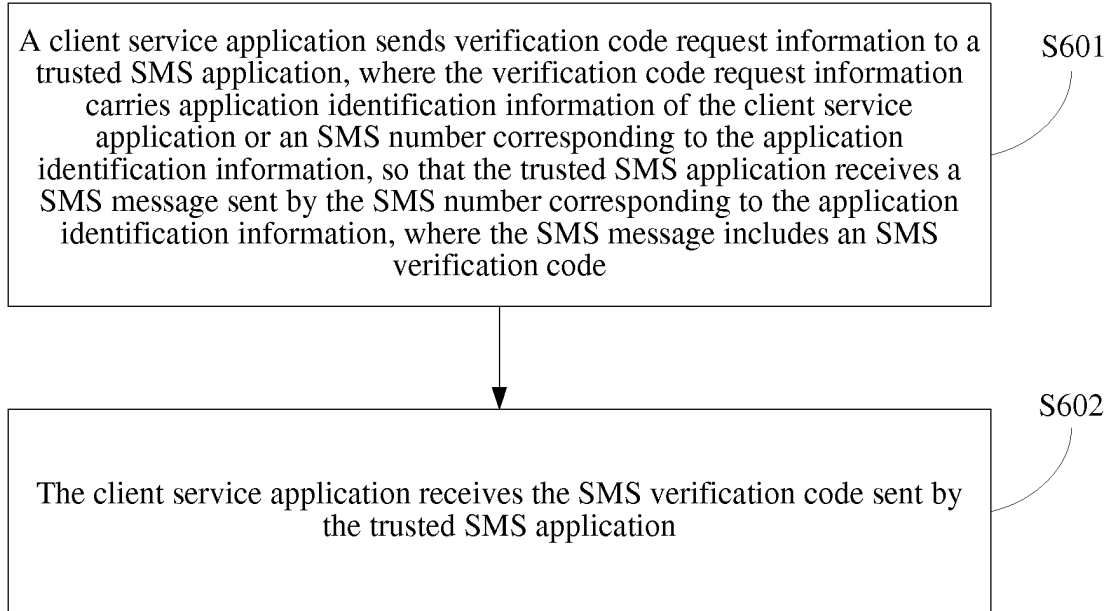 A client service application sends verification code request information to a
trusted SMS application, where the verification code request information
carries application identification information of the client service
application or an SMS number corresponding to the application
identification information, so that the trusted SMS application receives a
SMS message sent by the SMS number corresponding to the application
identification information, where the SMS message includes an SMS
verification code
S601
The client service application receives the SMS verification code sent by
the trusted SMS application
S602